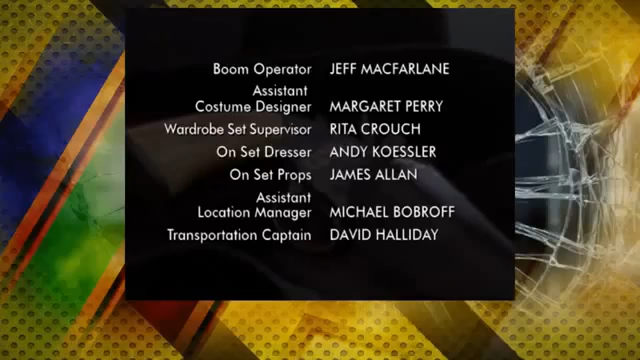 Boom Operator JEFF MACFARLANE
Assistant
Costume Designer MARGARET PERRY
Wardrobe Set Supervisor RITA CROUCH
On Set Dresser ANDY KOESSLER
On Set Props JAMES ALLAN
Assistant
Location Manager MICHAEL BOBROFF
Transportation Captain DAVID HALLIDAY